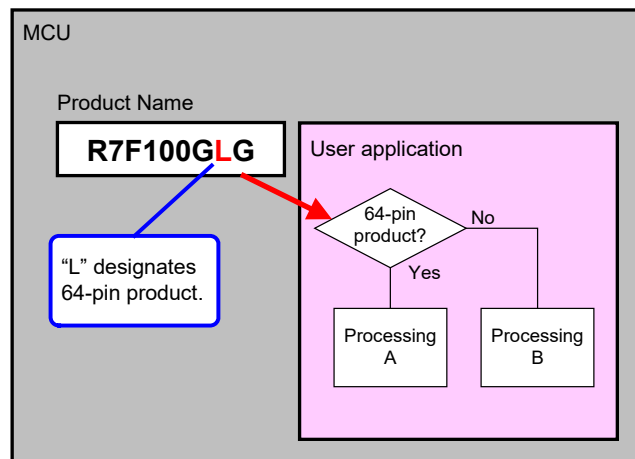 MCU
Product Name
R7F100GLG
User application
64-pin
product?
No
Yes
“L” designates
64-pin product.
Processing
A
Processing
B